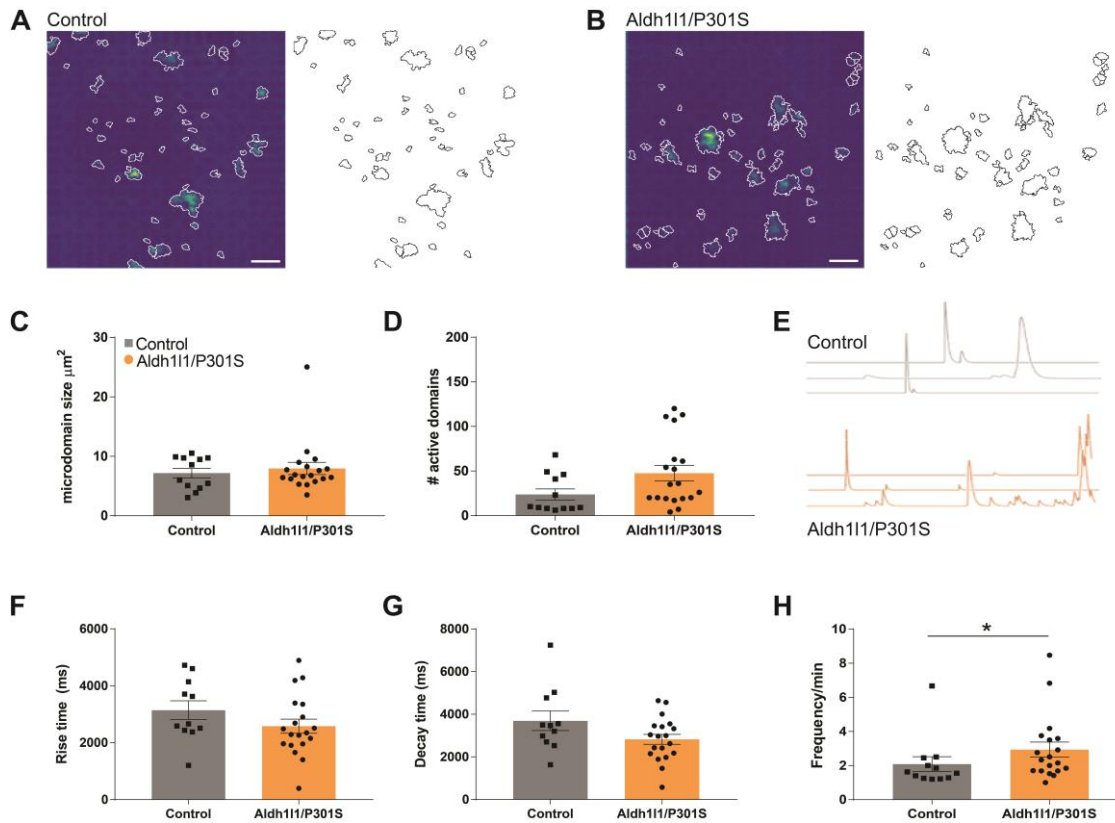 A Control
B Aldh1l1/P301S
C
microdomain size μm²
30
20
10
0
Control
Aldh1l1/P301S
Control Aldh1l1/P301S
D
# active domains
200
150
100
50
0
Control Aldh1l1/P301S
E
Control
Aldh1l1/P301S
F
Rise time (ms)
6000
4000
2000
0
Control Aldh1l1/P301S
G
Decay time (ms)
8000
6000
4000
2000
0
Control Aldh1l1/P301S
H
Frequency/min
10
8
6
4
2
0
*
Control Aldh1l1/P301S